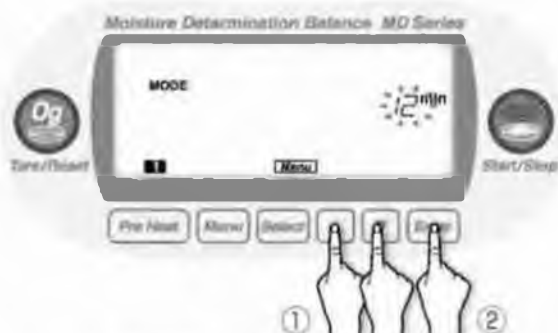 Moisture Determination Balance MD Series
MODE
12 min
0g
Tare/Reset
1
Menu
Start/Stop
Pre Heat
Menu
Select
① ②